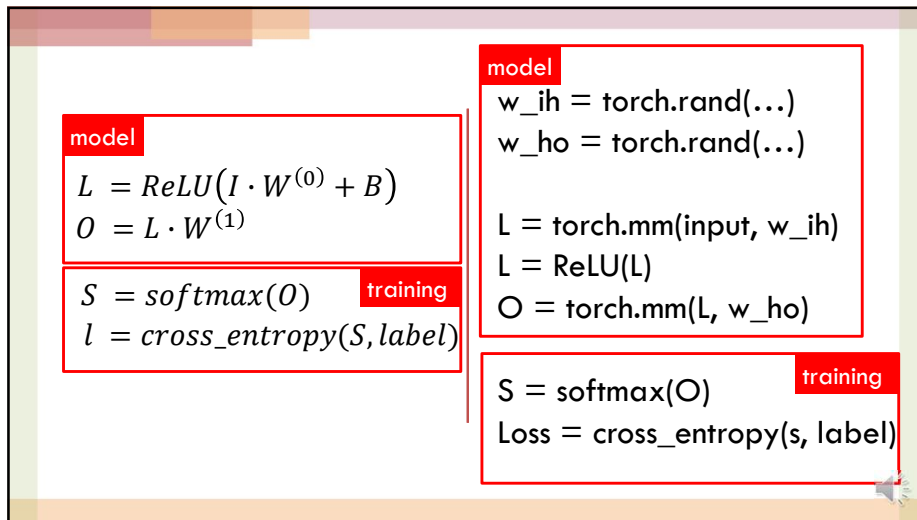 model
L = ReLU(I · W⁽⁰⁾ + B)
O = L · W⁽¹⁾
S = softmax(O)
training
l = cross_entropy(S, label)
model
w_ih = torch.rand(…)
w_ho = torch.rand(…)
L = torch.mm(input, w_ih)
L = ReLU(L)
O = torch.mm(L, w_ho)
S = softmax(O)
training
Loss = cross_entropy(s, label)